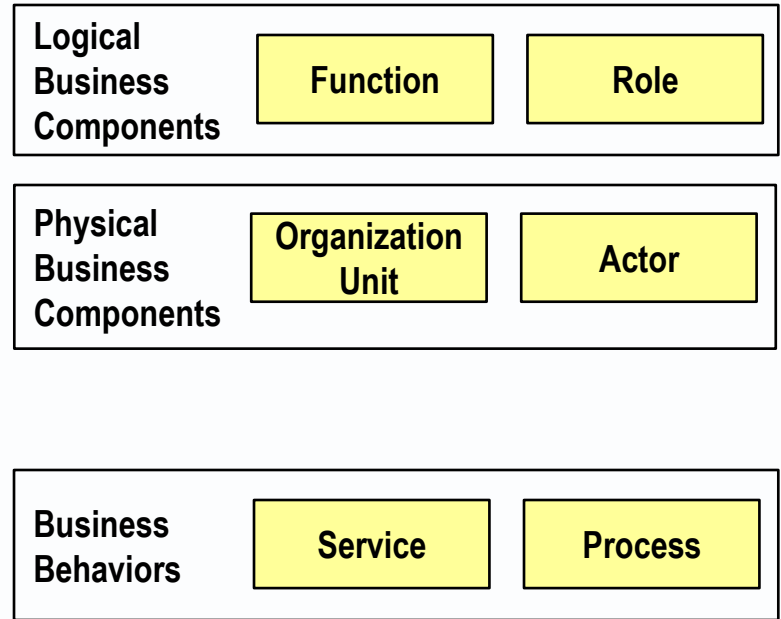 Logical
Business
Components
Function
Role
Physical
Business
Components
Organization
Unit
Actor
Business
Behaviors
Service
Process